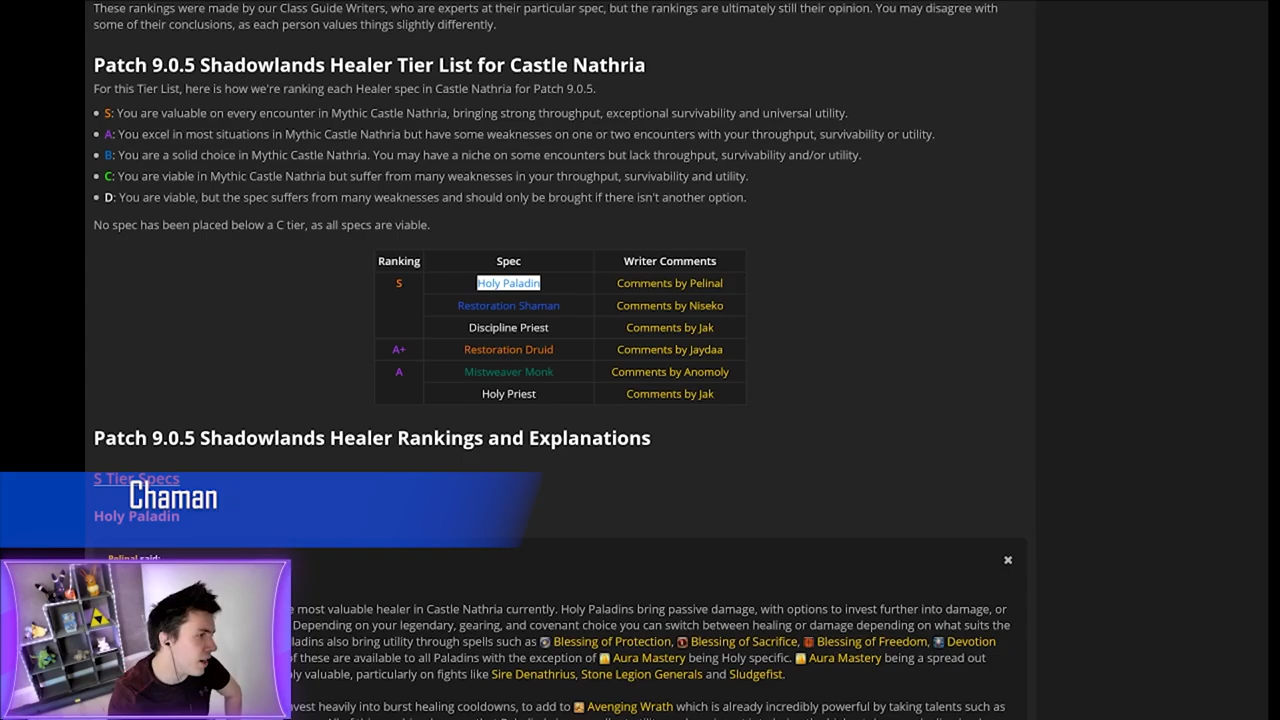 These rankings were made by our Class Guide Writers, who are experts at their particular spec, but the rankings are ultimately still their opinion. You may disagree with
some of their conclusions, as each person values things slightly differently.
Patch 9.0.5 Shadowlands Healer Tier List for Castle Nathria
For this Tier List, here is how we're ranking each Healer spec in Castle Nathria for Patch 9.0.5.
S: You are valuable on every encounter in Mythic Castle Nathria, bringing strong throughput, exceptional survivability and universal utility.
A: You excel in most situations in Mythic Castle Nathria but have some weaknesses on one or two encounters with your throughput, survivability or utility.
B: You are a solid choice in Mythic Castle Nathria. You may have a niche on some encounters but lack throughput, survivability and/or utility.
C: You are viable in Mythic Castle Nathria but suffer from many weaknesses in your throughput, survivability and utility.
D: You are viable, but the spec suffers from many weaknesses and should only be brought if there isn't another option.
No spec has been placed below a C tier, as all specs are viable.
Ranking Spec Writer Comments
S Holy Paladin Comments by Pelinal
Restoration Shaman Comments by Niseko
Discipline Priest Comments by Jak
A+ Restoration Druid Comments by Jaydaa
A Mistweaver Monk Comments by Anomoly
Holy Priest Comments by Jak
Patch 9.0.5 Shadowlands Healer Rankings and Explanations
S Tier Specs
Chaman
Holy Paladin
Pelinal said:
most valuable healer in Castle Nathria currently. Holy Paladins bring passive damage, with options to invest further into damage, or
Depending on your legendary, gearing, and covenant choice you can switch between healing or damage depending on what suits the
ladins also bring utility through spells such as Blessing of Protection, Blessing of Sacrifice, Blessing of Freedom, Devotion
f these are available to all Paladins with the exception of Aura Mastery being Holy specific. Aura Mastery being a spread out
ly valuable, particularly on fights like Sire Denathrius, Stone Legion Generals and Sludgefist.
vest heavily into burst healing cooldowns, to add to Avenging Wrath which is already incredibly powerful by taking talents such as